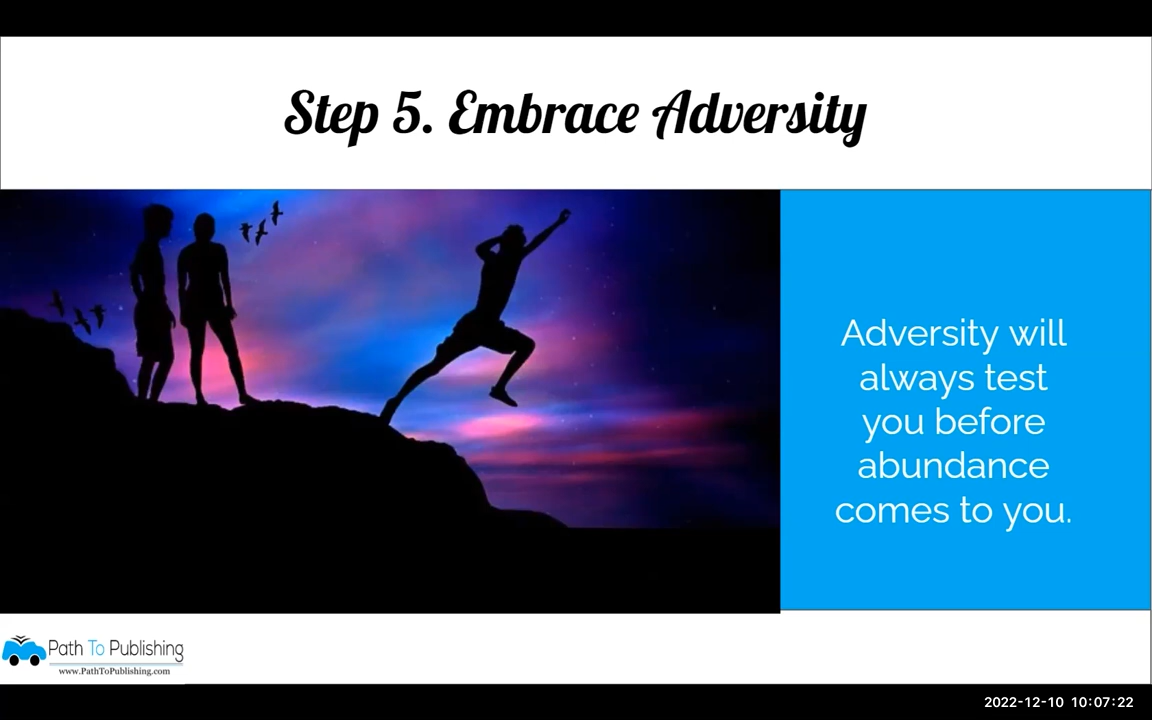 Step 5. Embrace Adversity
Adversity will
always test
you before
abundance
comes to you.
Path To Publishing
www.PathToPublishing.com
2022-12-10 10:07:22